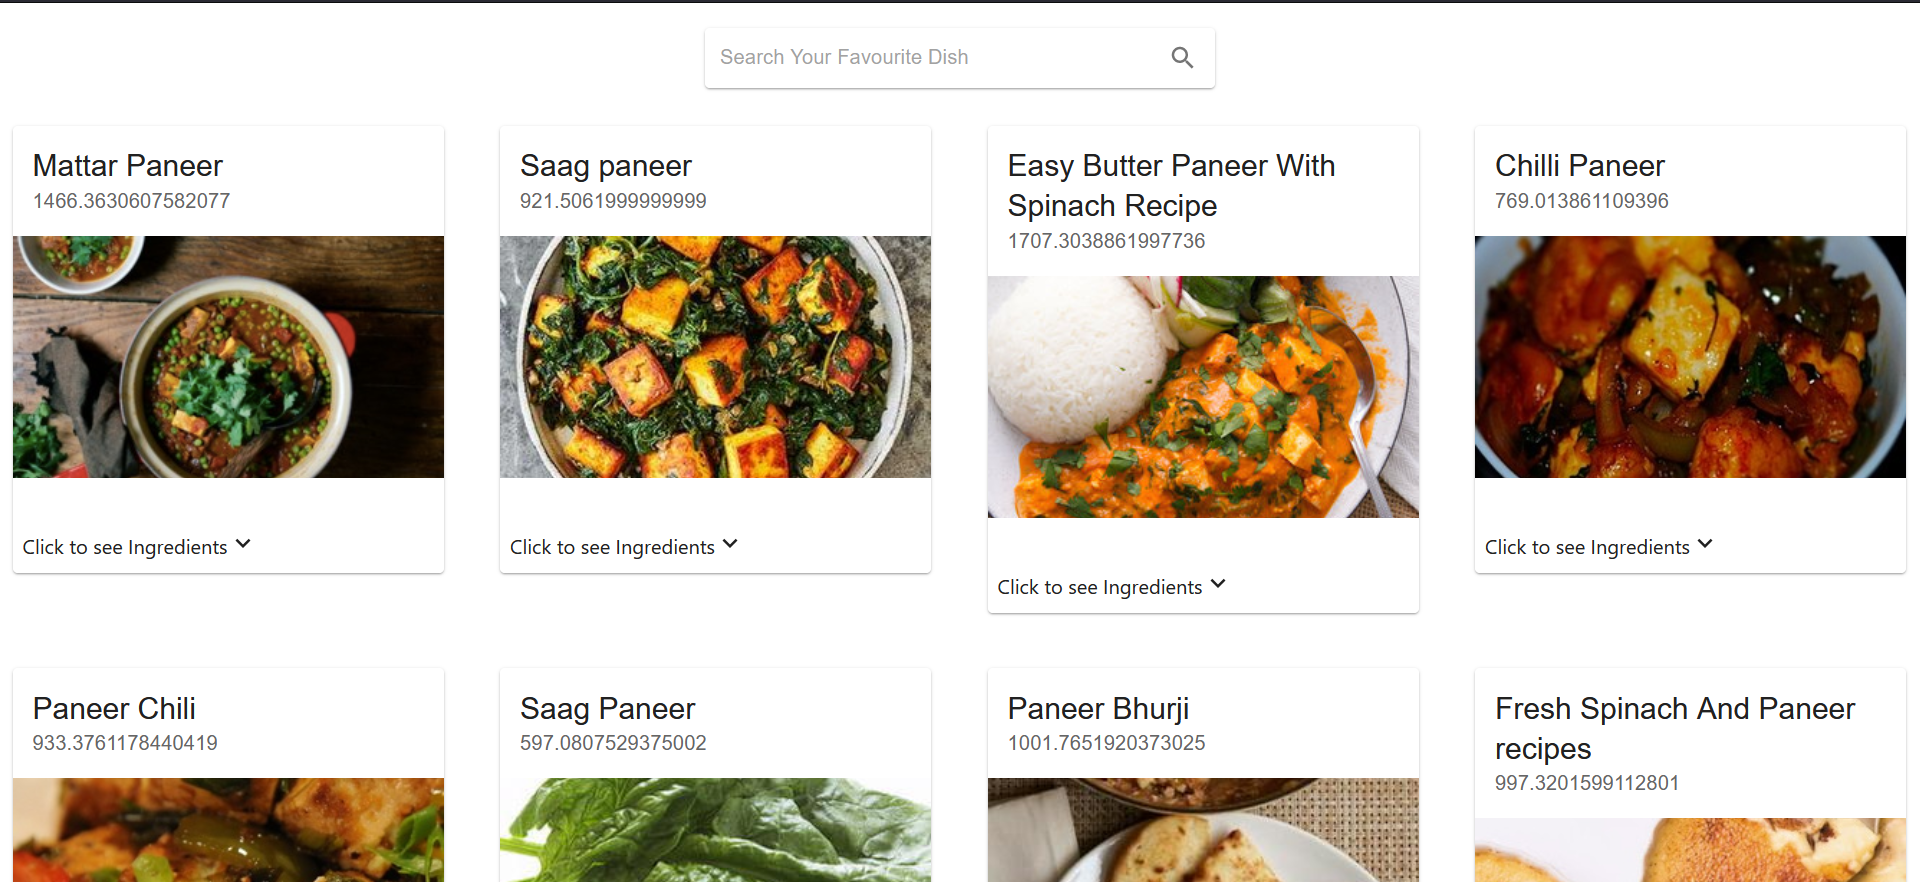 Search Your Favourite Dish
Mattar Paneer
1466.3630607582077
Click to see Ingredients
Saag paneer
921.5061999999999
Click to see Ingredients
Easy Butter Paneer With
Spinach Recipe
1707.3038861997736
Click to see Ingredients
Chilli Paneer
769.013861109396
Click to see Ingredients
Paneer Chili
933.3761178440419
Saag Paneer
597.0807529375002
Paneer Bhurji
1001.7651920373025
Fresh Spinach And Paneer
recipes
997.3201599112801